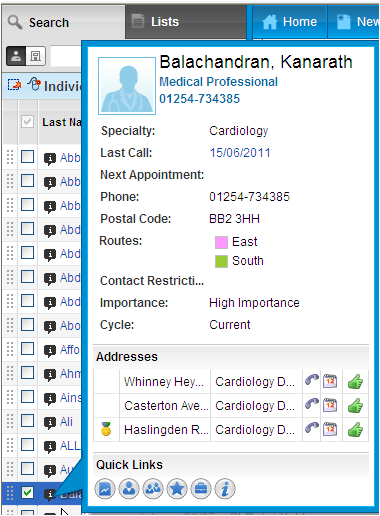 Search
Lists
Home
New
Individ
Last Na
Balachandran, Kanarath
Medical Professional
01254-734385
Specialty: Cardiology
Last Call: 15/06/2011
Next Appointment:
Phone: 01254-734385
Postal Code: BB2 3HH
Routes: East
South
Contact Restricti...
Importance: High Importance
Cycle: Current
Addresses
Whinney Hey... Cardiology D... 12
Casterton Ave... Cardiology D... 12
Haslingden R... Cardiology D... 12
Quick Links
Abb
Abb
Abb
Abd
Abd
Abd
Abd
Abo
Affo
Ahm
Ains
Ali
ALL